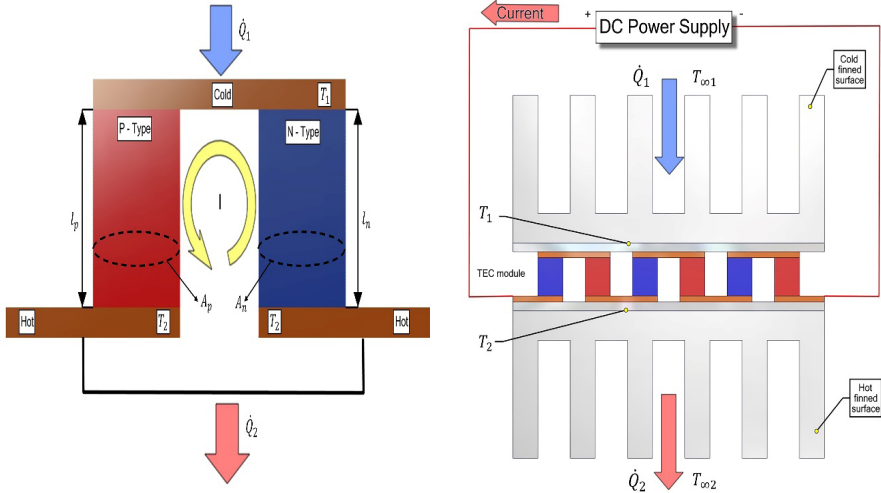 Q̇₁
Cold
T₁
P - Type
N - Type
I
lₚ
lₙ
Aₚ
Aₙ
Hot
T₂
T₂
Hot
Q̇₂
Current
+
DC Power Supply
-
Q̇₁
T∞₁
Cold
finned
surface
T₁
TEC module
T₂
Hot
finned
surface
Q̇₂
T∞₂